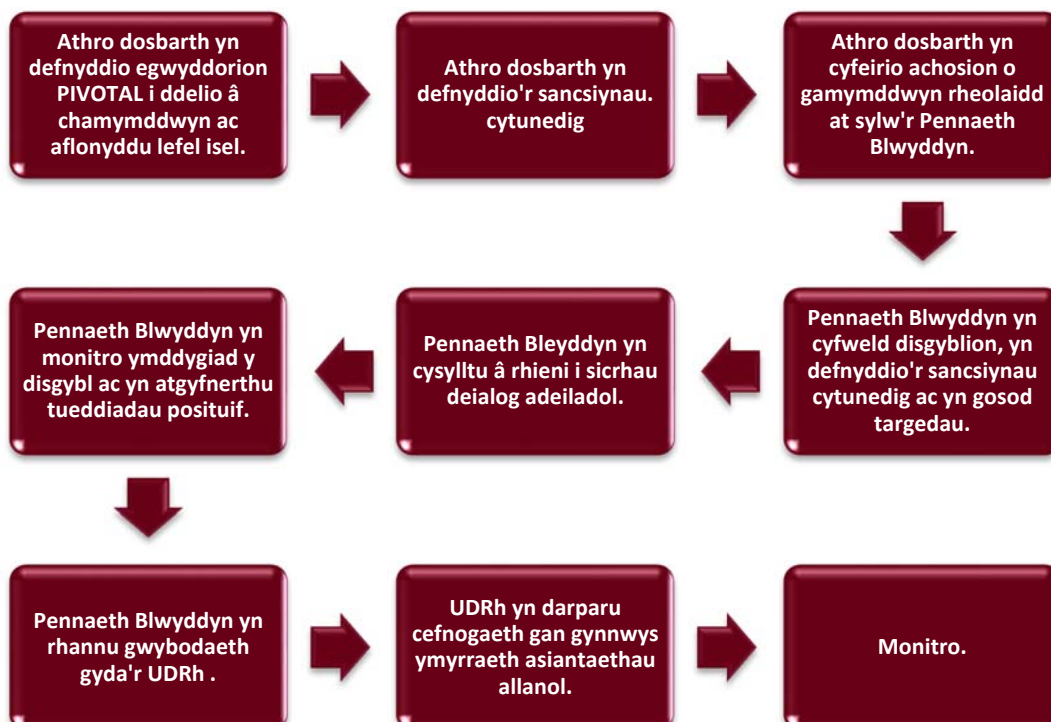 Athro dosbarth yn
defnyddio egwyddorion
PIVOTAL i ddelio â
chamymddwyn ac
aflonyddu lefel isel.
Athro dosbarth yn
defnyddio'r sancsiynau.
cytunedig
Athro dosbarth yn
cyfeirio achosion o
gamymddwyn rheolaidd
at sylw'r Pennaeth
Blwyddyn.
Pennaeth Blwyddyn yn
cyfweld disgyblion, yn
defnyddio'r sancsiynau
cytunedig ac yn gosod
targedau.
Pennaeth Bleyddyn yn
cysylltu â rhieni i sicrhau
deialog adeiladol.
Pennaeth Blwyddyn yn
monitro ymddygiad y
disgybl ac yn atgyfnerthu
tueddiadau posituif.
Pennaeth Blwyddyn yn
rhannu gwybodaeth
gyda'r UDRh .
UDRh yn darparu
cefnogaeth gan gynnwys
ymyrraeth asiantaethau
allanol.
Monitro.